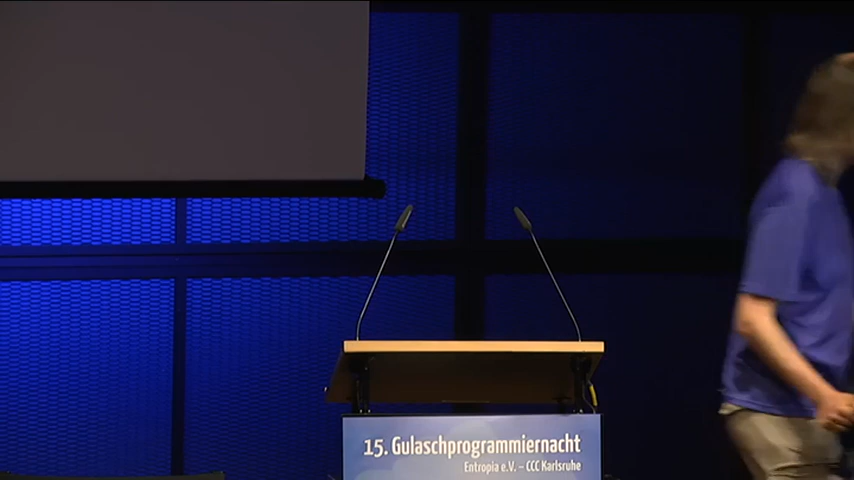 15. Gulaschprogrammiernacht
Entropia e.V. – CCC Karlsruhe